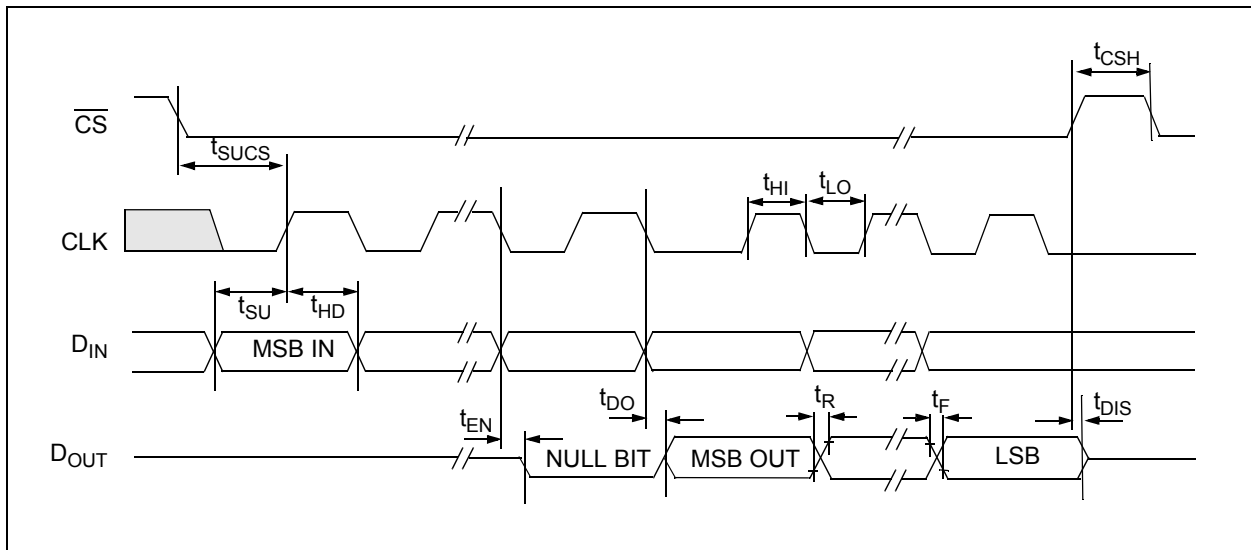 tCSH
CS
tSUCS
tHI tLO
CLK
tSU tHD
DIN
MSB IN
tEN tDO tR tF tDIS
DOUT
NULL BIT MSB OUT LSB